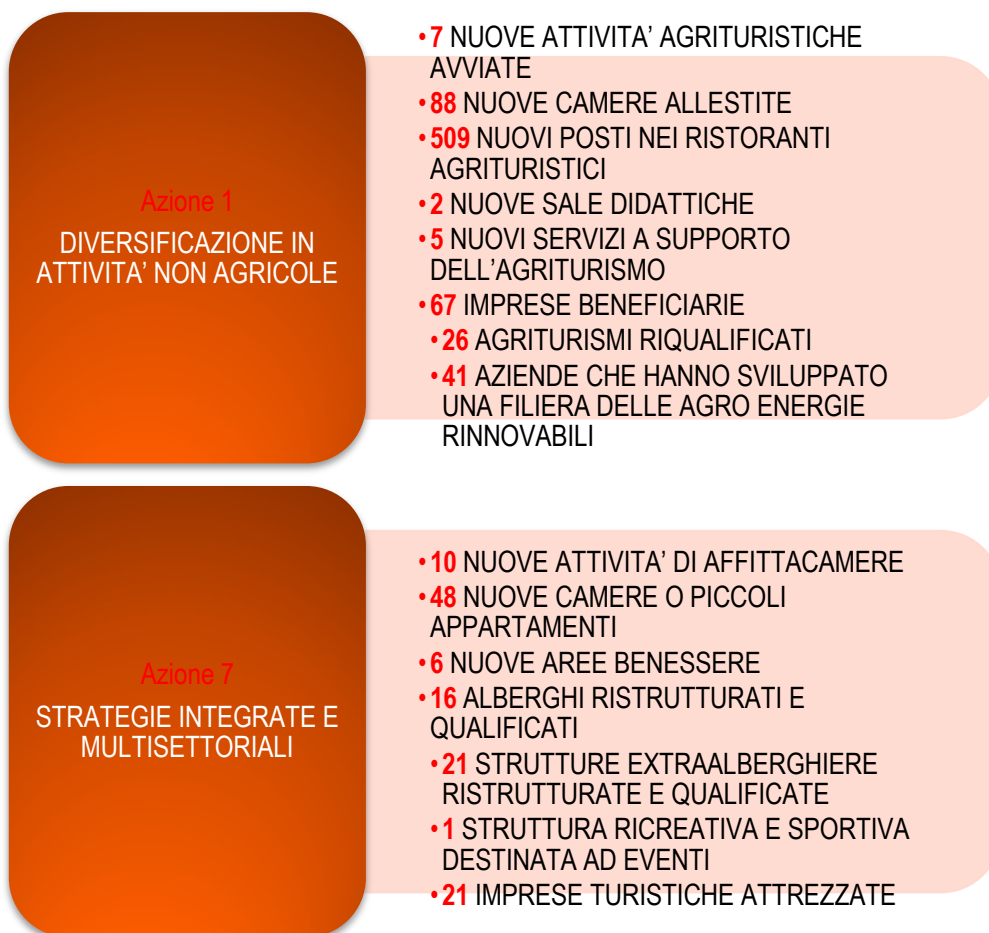 Azione 1
DIVERSIFICAZIONE IN
ATTIVITA’ NON AGRICOLE
•7 NUOVE ATTIVITA’ AGRITURISTICHE
AVVIATE
•88 NUOVE CAMERE ALLESTITE
•509 NUOVI POSTI NEI RISTORANTI
AGRITURISTICI
•2 NUOVE SALE DIDATTICHE
•5 NUOVI SERVIZI A SUPPORTO
DELL’AGRITURISMO
•67 IMPRESE BENEFICIARIE
•26 AGRITURISMI RIQUALIFICATI
•41 AZIENDE CHE HANNO SVILUPPATO
UNA FILIERA DELLE AGRO ENERGIE
RINNOVABILI
Azione 7
STRATEGIE INTEGRATE E
MULTISETTORIALI
•10 NUOVE ATTIVITA’ DI AFFITTACAMERE
•48 NUOVE CAMERE O PICCOLI
APPARTAMENTI
•6 NUOVE AREE BENESSERE
•16 ALBERGHI RISTRUTTURATI E
QUALIFICATI
•21 STRUTTURE EXTRAALBERGHIERE
RISTRUTTURATE E QUALIFICATE
•1 STRUTTURA RICREATIVA E SPORTIVA
DESTINATA AD EVENTI
•21 IMPRESE TURISTICHE ATTREZZATE